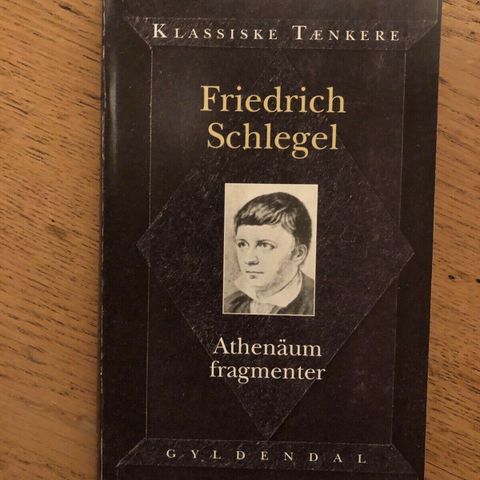 KLASSISKE TÆNKERE
Friedrich
Schlegel
Athenäum
fragmenter
GYLDENDAL